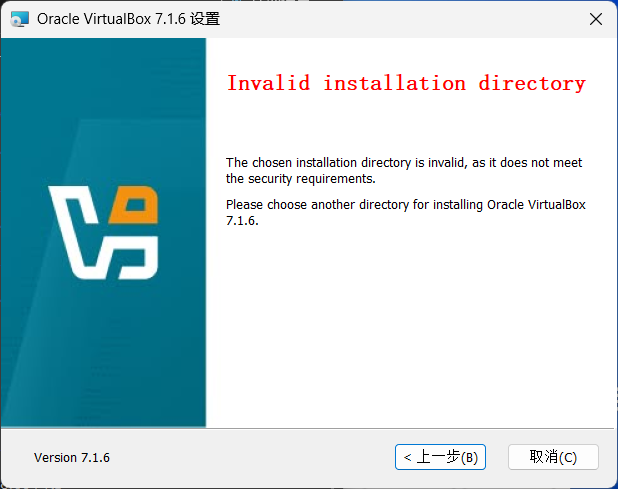 Oracle VirtualBox 7.1.6 设置
Invalid installation directory
The chosen installation directory is invalid, as it does not meet
the security requirements.
Please choose another directory for installing Oracle VirtualBox
7.1.6.
Version 7.1.6
< 上一步(B)
取消(C)